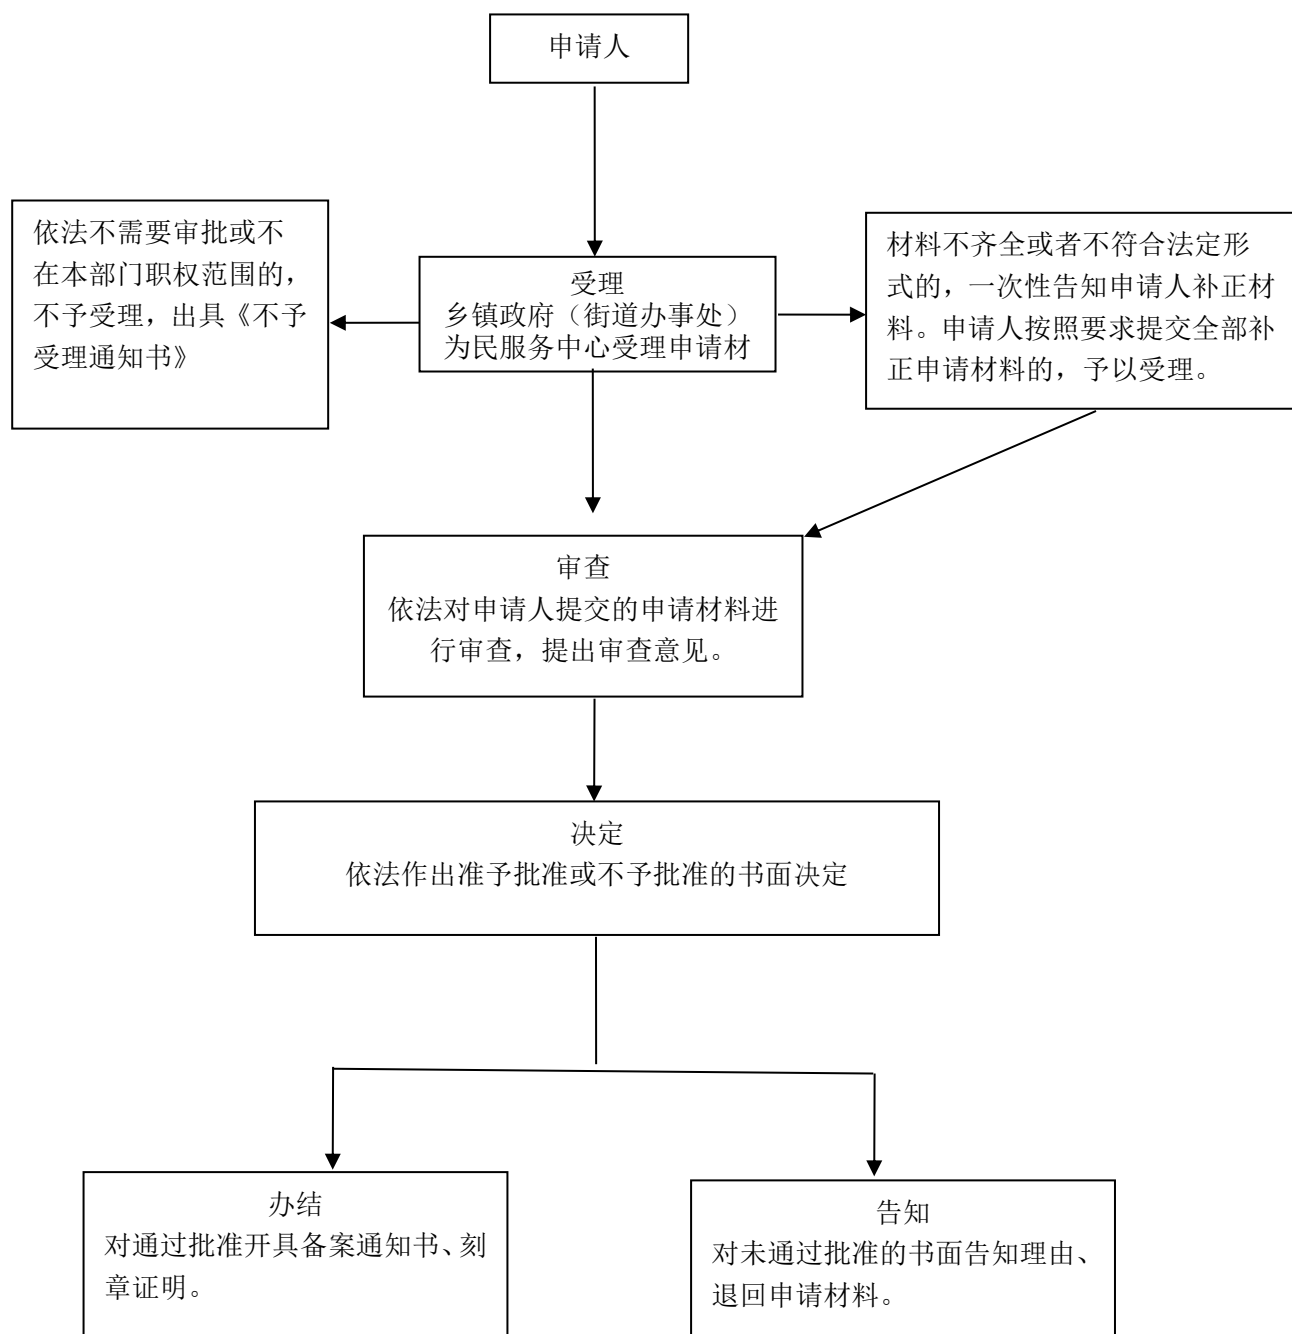 申请人
依法不需要审批或不
在本部门职权范围的，
不予受理，出具《不予
受理通知书》
受理
乡镇政府（街道办事处）
为民服务中心受理申请材
材料不齐全或者不符合法定形
式的，一次性告知申请人补正材
料。申请人按照要求提交全部补
正申请材料的，予以受理。
审查
依法对申请人提交的申请材料进
行审查，提出审查意见。
决定
依法作出准予批准或不予批准的书面决定
办结
对通过批准开具备案通知书、刻
章证明。
告知
对未通过批准的书面告知理由、
退回申请材料。